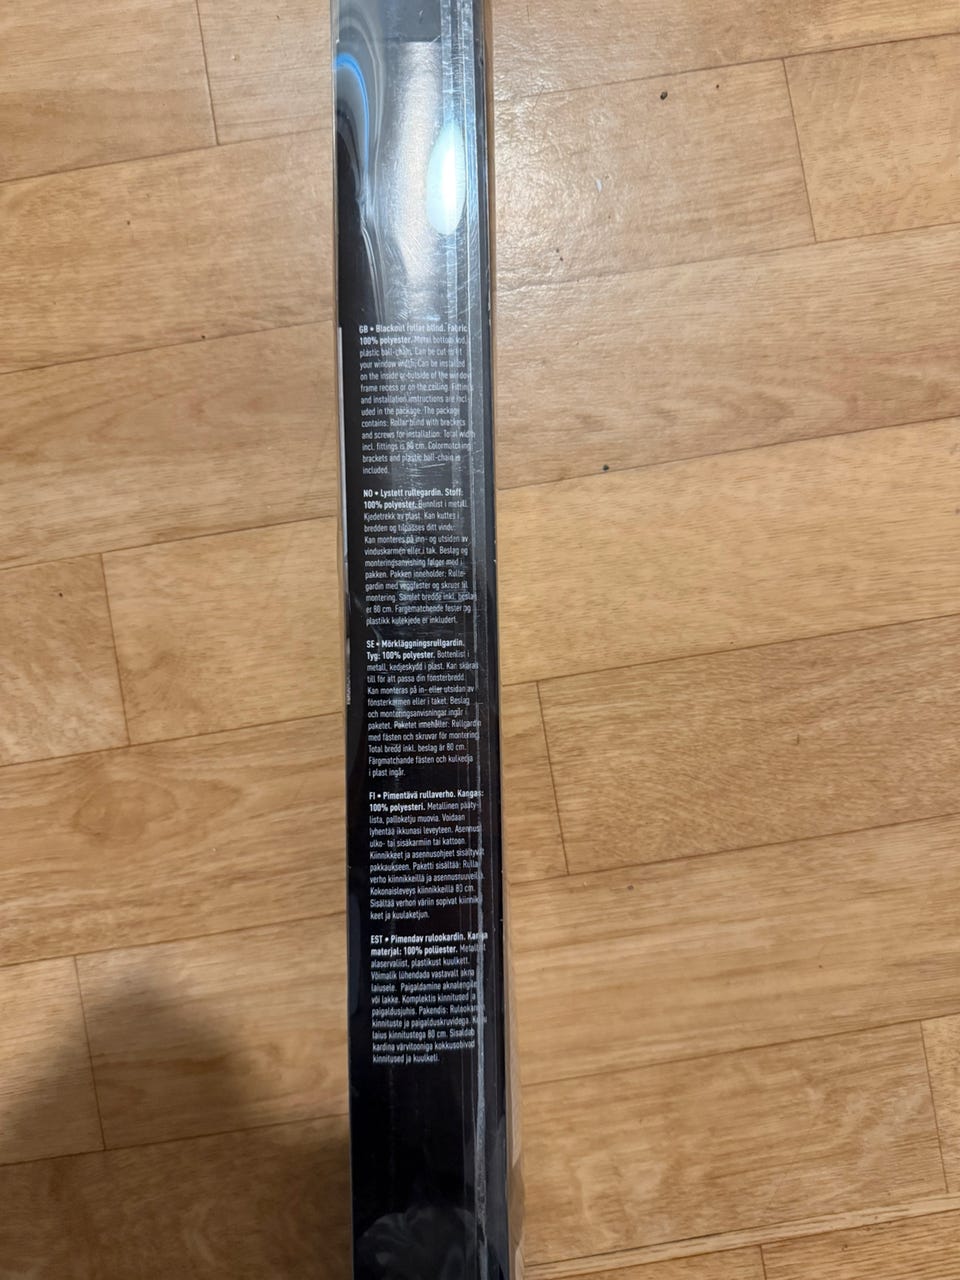 GB • Blackout roller blind. Fabric:
100% polyester. Metal bottom rod,
plastic ball-chain. Can be cut to fit
your window width. Can be installed
on the inside or outside of the window
frame recess or on the ceiling. Fittings
and installation instructions are incl-
uded in the package. The package
contains: Roller blind with brackets
and screws for installation. Total width
incl. fittings is 80 cm. Colormatching
brackets and plastic ball-chain is
included.
NO • Lystett rullegardin. Stoff:
100% polyester. Bunnlist i metall.
Kjedetrekk av plast. Kan kuttes i
bredden og tilpasses ditt vindu.
Kan monteres på inn- og utsiden av
vinduskarmen eller i tak. Beslag og
monteringsanvisning følger med i
pakken. Pakken inneholder: Rulle-
gardin med veggfester og skruer til
montering. Samlet bredde inkl. beslag
er 80 cm. Fargematchende fester og
plastikk kulekjede er inkludert.
SE • Mörkläggningsrullgardin.
Tyg: 100% polyester. Bottenlist i
metall, kedjeskydd i plast. Kan skäras
till för att passa din fönsterbredd.
Kan monteras på in- eller utsidan av
fönsterkarmen eller i taket. Beslag
och monteringsanvisningar ingår i
paketet. Paketet innehåller: Rullgardin
med fästen och skruvar för montering.
Total bredd inkl. beslag är 80 cm.
Färgmatchande fästen och kulkedja
i plast ingår.
FI • Pimentävä rullaverho. Kangas:
100% polyesteri. Metallinen pääty-
lista, palloketju muovia. Voidaan
lyhentää ikkunasi leveyteen. Asennus
ulko- tai sisäkarmiin tai kattoon.
Kiinnikkeet ja asennusohjeet sisältyvät
pakkaukseen. Paketti sisältää: Rulla-
verho kiinnikkeillä ja asennusruuveilla.
Kokonaisleveys kiinnikkeillä 80 cm.
Sisältää verhon väriin sopivat kiinnik-
keet ja kuulaketjun.
EST • Pimendav rulookardin. Kanga
materjal: 100% polüester. Metallist
alaservaliist, plastikust kuulkett.
Võimalik lühendada vastavalt akna
laiusele. Paigaldamine aknalengile
või lakke. Komplektis kinnitused ja
paigaldusjuhis. Pakendis: Rulookardin
kinnituste ja paigalduskruvidega. Kogu
laius kinnitustega 80 cm. Sisaldab
kardina värvitooniga kokkusobivad
kinnitused ja kuulketi.